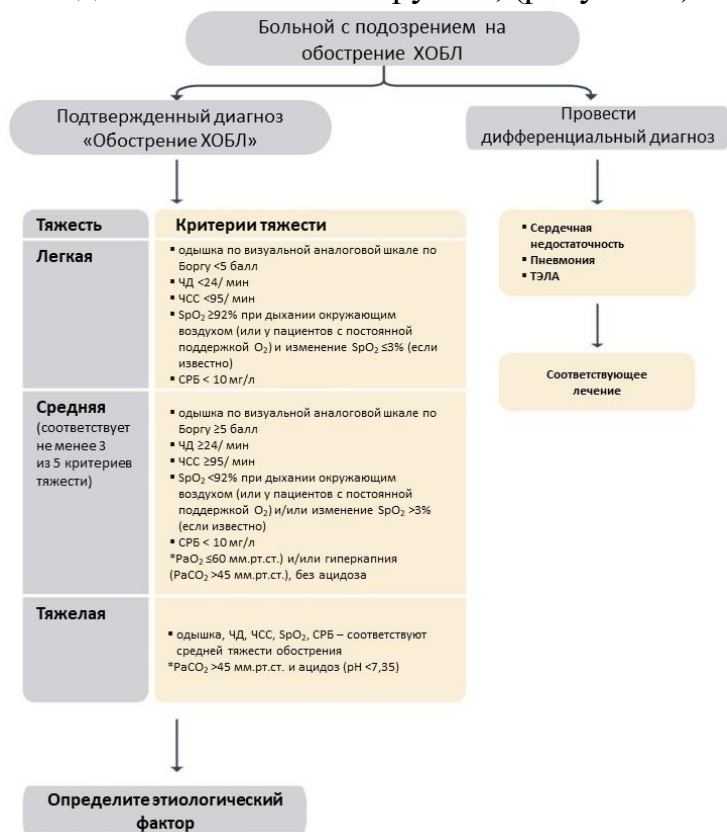 Больной с подозрением на
обострение ХОБЛ
Подтвержденный диагноз
«Обострение ХОБЛ»
Провести
дифференциальный диагноз
Тяжесть
Критерии тяжести
Легкая
▪ одышка по визуальной аналоговой шкале по
Боргу <5 балл
▪ ЧД <24/ мин
▪ ЧСС <95/ мин
▪ SpO₂ ≥92% при дыхании окружающим
воздухом (или у пациентов с постоянной
поддержкой O₂) и изменение SpO₂ ≤3% (если
известно)
▪ СРБ < 10 мг/л
Средняя
(соответствует
не менее 3
из 5 критериев
тяжести)
▪ одышка по визуальной аналоговой шкале по
Боргу ≥5 балл
▪ ЧД ≥24/ мин
▪ ЧСС ≥95/ мин
▪ SpO₂ <92% при дыхании окружающим
воздухом (или у пациентов с постоянной
поддержкой O₂) и/или изменение SpO₂ >3%
(если известно)
▪ СРБ < 10 мг/л
*PaO₂ ≤60 мм.рт.ст.) и/или гиперкапния
(PaCO₂ >45 мм.рт.ст.), без ацидоза
Тяжелая
▪ одышка, ЧД, ЧСС, SpO₂, СРБ – соответствуют
средней тяжести обострения
*PaCO₂ >45 мм.рт.ст. и ацидоз (pH <7,35)
▪ Сердечная
недостаточность
▪ Пневмония
▪ ТЭЛА
Соответствующее
лечение
Определите этиологический
фактор